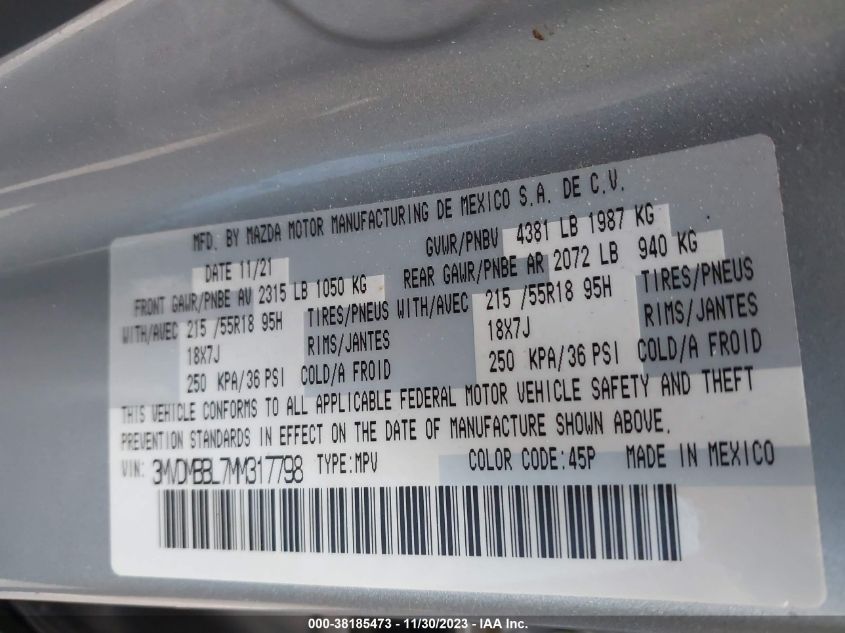 MFD. BY MAZDA MOTOR MANUFACTURING DE MEXICO S.A. DE C.V.
DATE 11/21 GVWR/PNBV 4381 LB 1987 KG
FRONT GAWR/PNBE AV 2315 LB 1050 KG REAR GAWR/PNBE AR 2072 LB 940 KG
WITH/AVEC 215 /55R18 95H TIRES/PNEUS WITH/AVEC 215 /55R18 95H TIRES/PNEUS
18X7J RIMS/JANTES 18X7J RIMS/JANTES
250 KPA/36 PSI COLD/A FROID 250 KPA/36 PSI COLD/A FROID
THIS VEHICLE CONFORMS TO ALL APPLICABLE FEDERAL MOTOR VEHICLE SAFETY AND THEFT
PREVENTION STANDARDS IN EFFECT ON THE DATE OF MANUFACTURE SHOWN ABOVE.
VIN: 3MVDMBBL7MM317798 TYPE:MPV COLOR CODE:45P MADE IN MEXICO
000-38185473 - 11/30/2023 - IAA Inc.